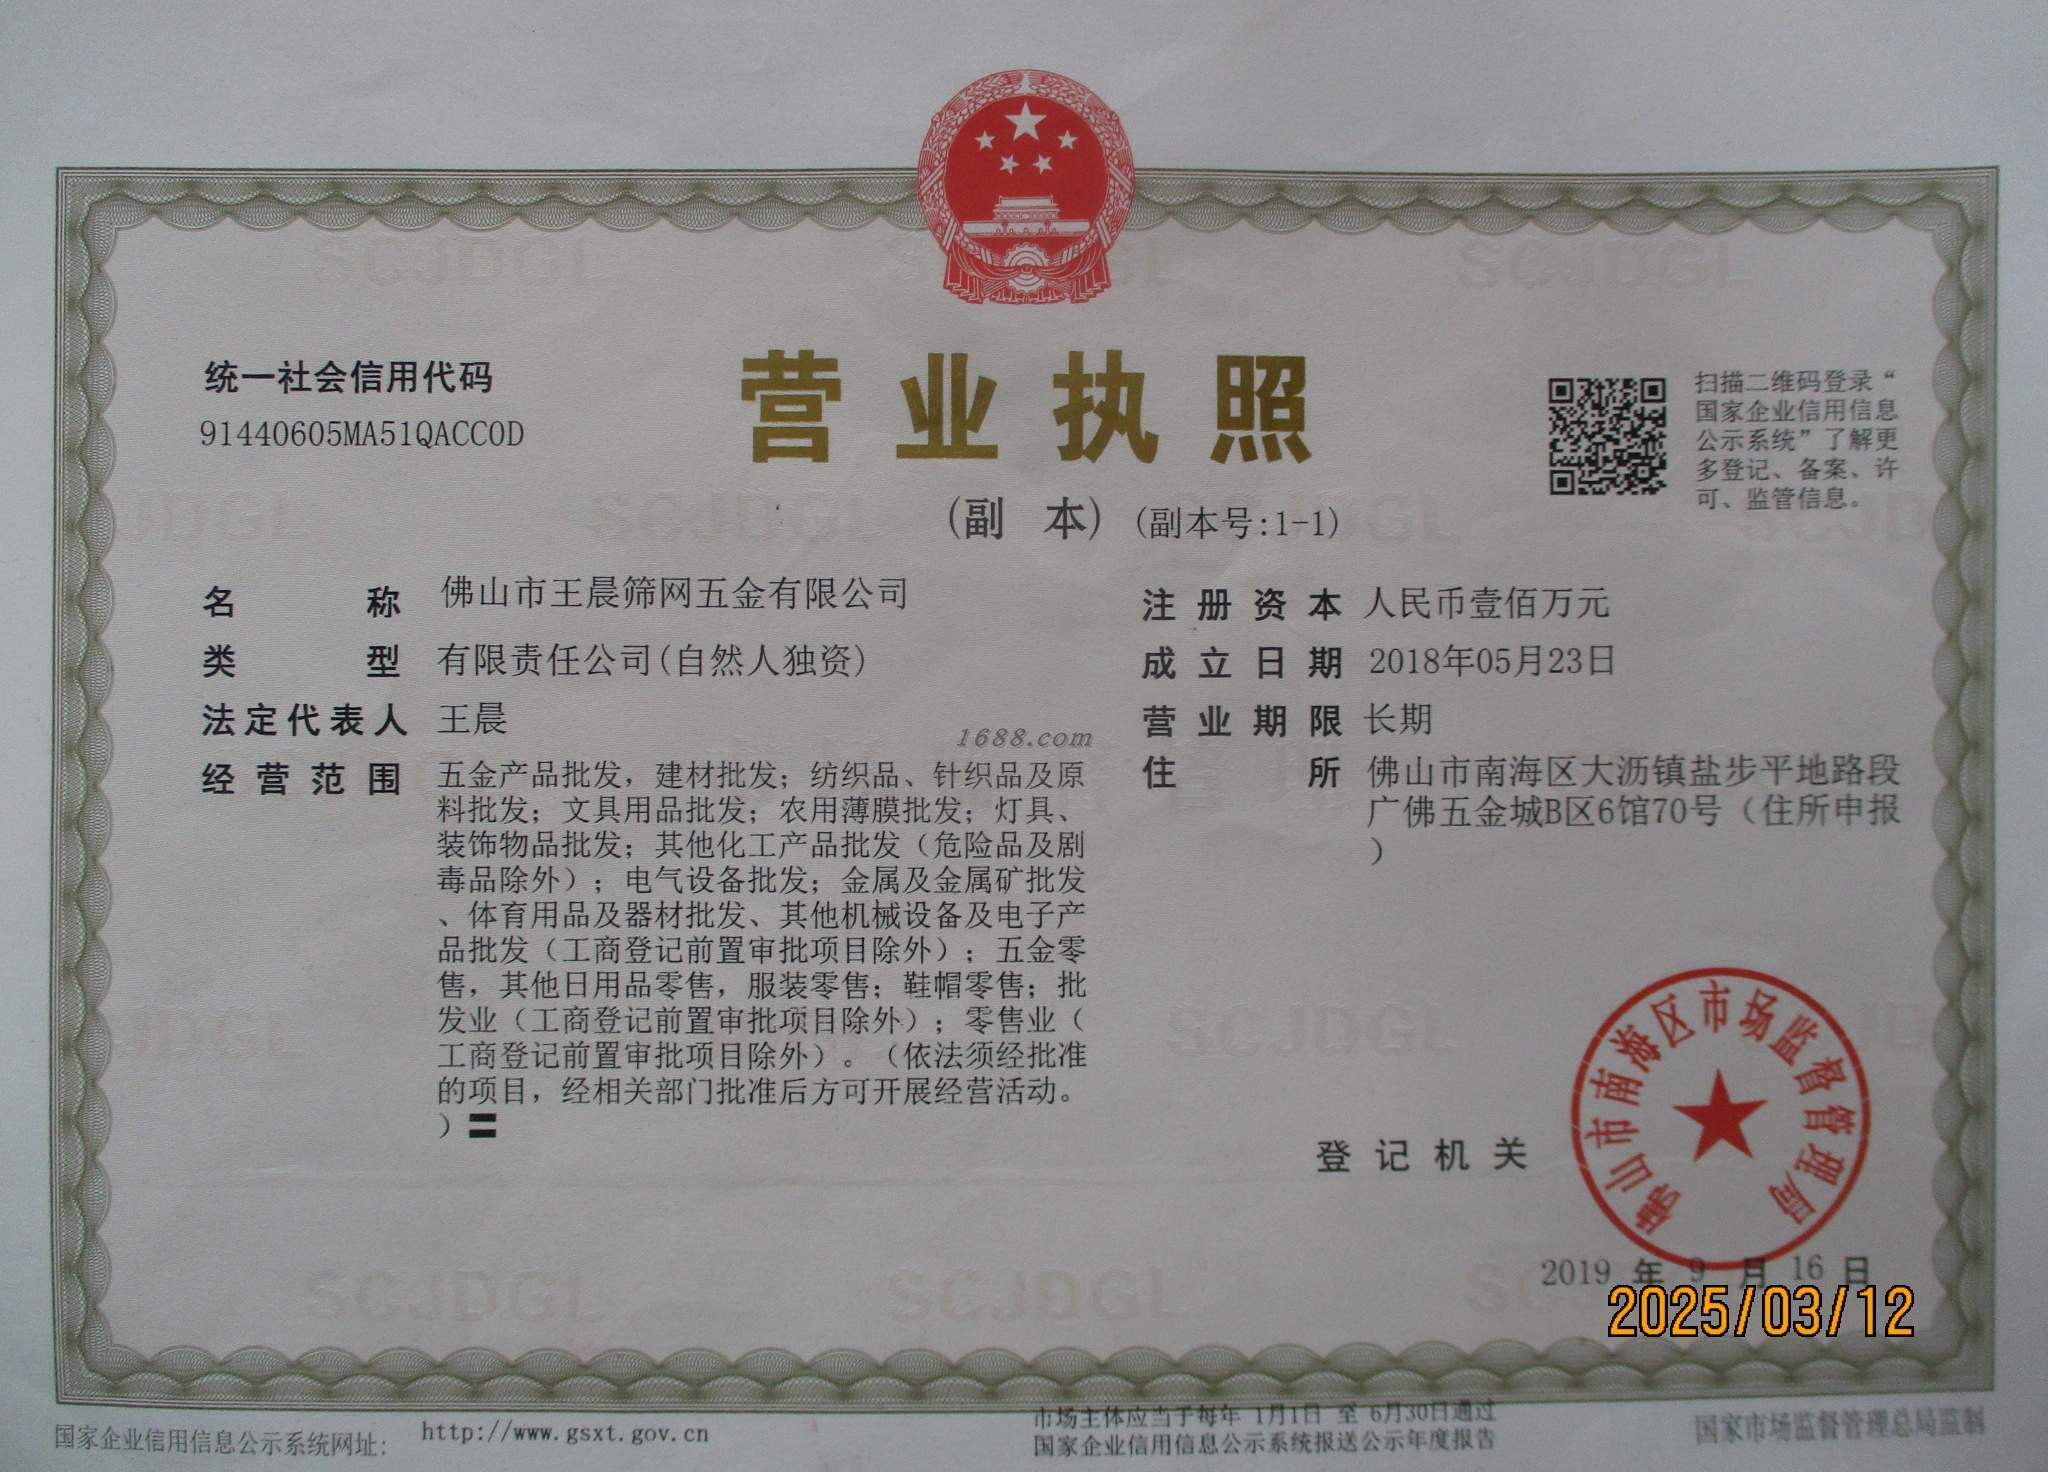 统一社会信用代码
91440605MA51QACC0D
营业执照
(副 本) (副本号:1-1)
扫描二维码登录“
国家企业信用信息
公示系统”了解更
多登记、备案、许
可、监管信息。
名 称 佛山市王晨筛网五金有限公司
类 型 有限责任公司(自然人独资)
法定代表人 王晨
经营范围 五金产品批发，建材批发；纺织品、针织品及原
料批发；文具用品批发；农用薄膜批发；灯具、
装饰物品批发；其他化工产品批发（危险品及剧
毒品除外）；电气设备批发；金属及金属矿批发
、体育用品及器材批发、其他机械设备及电子产
品批发（工商登记前置审批项目除外）；五金零
售，其他日用品零售，服装零售；鞋帽零售；批
发业（工商登记前置审批项目除外）；零售业（
工商登记前置审批项目除外）。（依法须经批准
的项目，经相关部门批准后方可开展经营活动。
）
注册资本 人民币壹佰万元
成立日期 2018年05月23日
营业期限 长期
住 所 佛山市南海区大沥镇盐步平地路段
广佛五金城B区6馆70号（住所申报
）
1688.com
登记机关
佛山市南海区市场监督管理局
2019 年 9 月 16 日
2025/03/12
国家企业信用信息公示系统网址: http://www.gsxt.gov.cn
市场主体应当于每年 1月1日 至 6月30日通过
国家企业信用信息公示系统报送公示年度报告
国家市场监督管理总局监制
SCJDGL